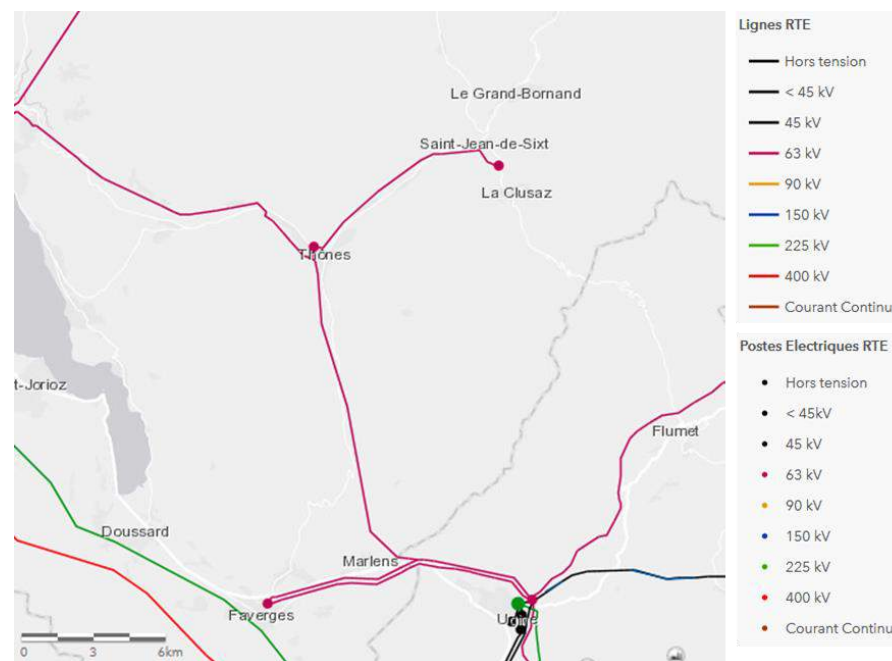 Le Grand-Bornand
Saint-Jean-de-Sixt
La Clusaz
Thônes
t-Jorioz
Flumet
Doussard
Marlens
Faverges
0 3 6km
Lignes RTE
Hors tension
< 45 kV
45 kV
63 kV
90 kV
150 kV
225 kV
400 kV
Courant Continu
Postes Electriques RTE
Hors tension
< 45kV
45 kV
63 kV
90 kV
150 kV
225 kV
400 kV
Courant Continu